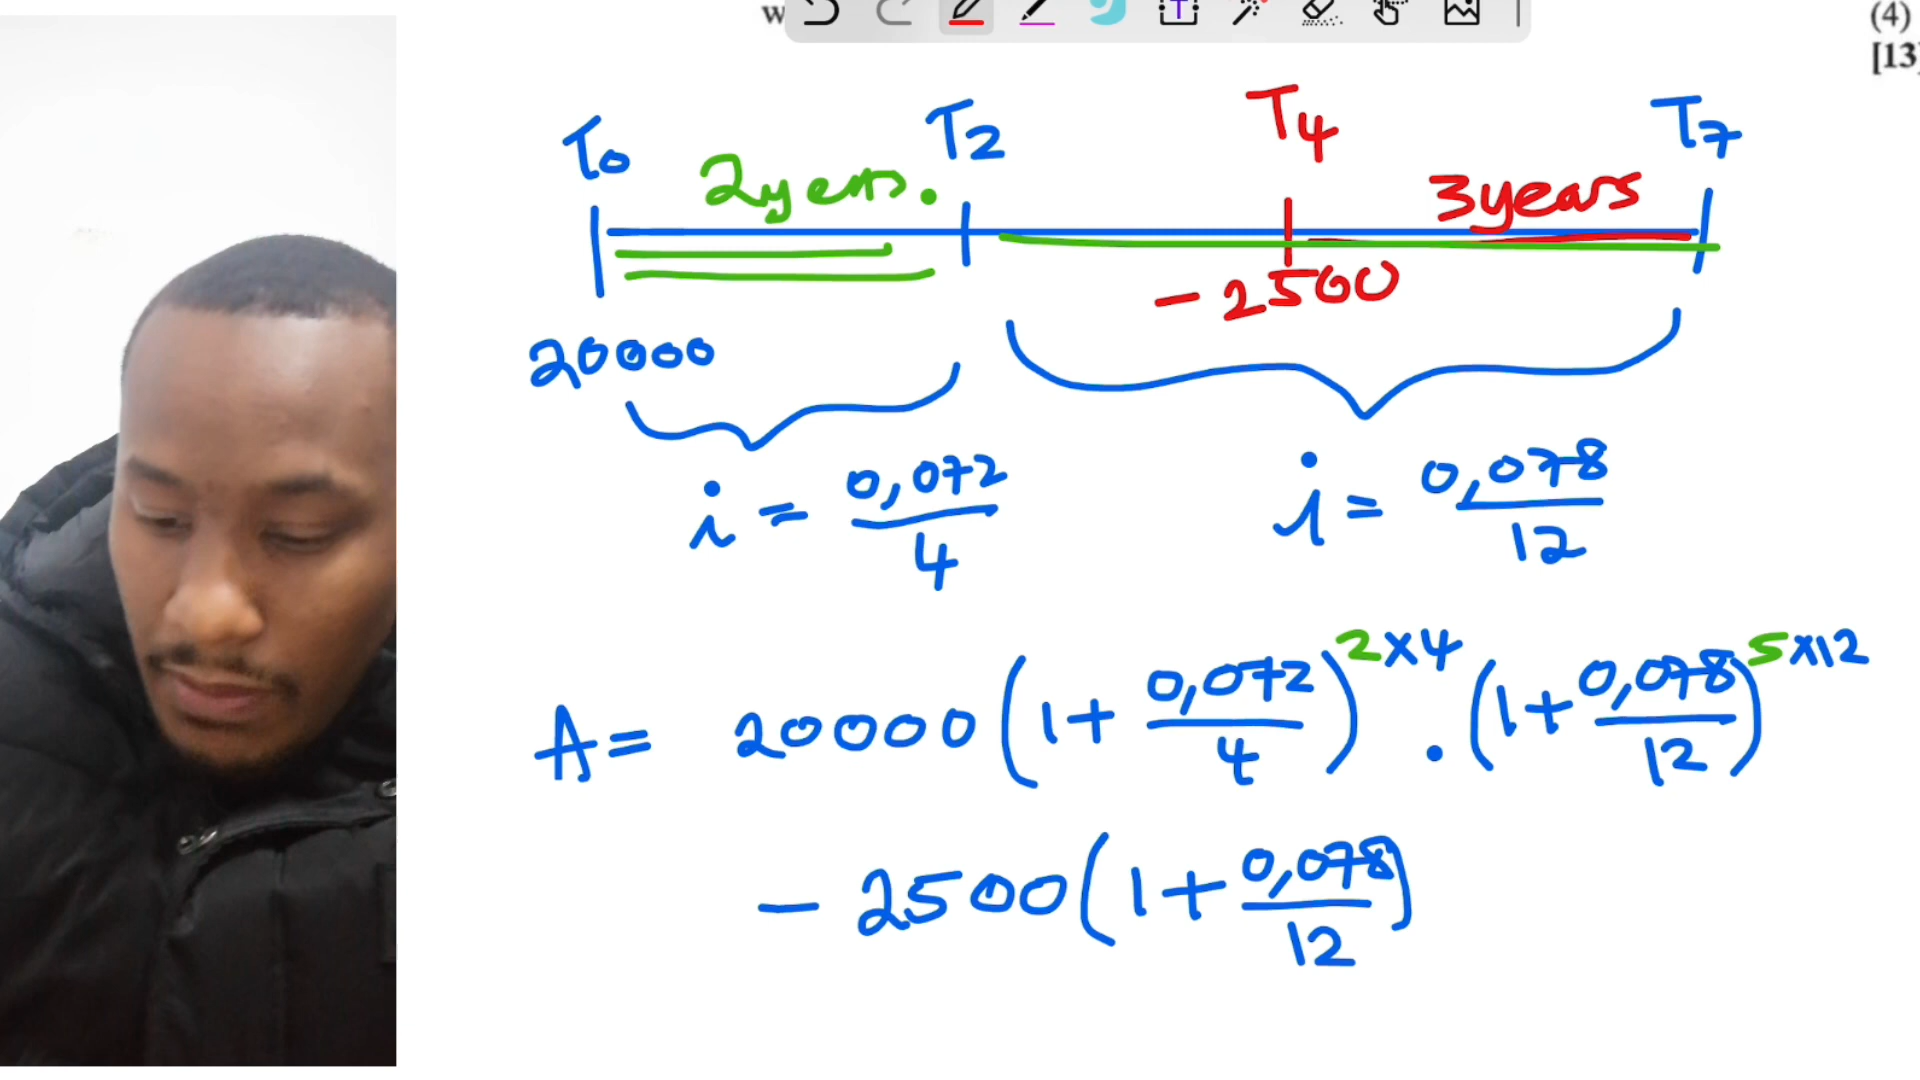 w
(4)
[13]
T0 T2 T4 T7
2 years. 3 years
- 2500
20000
i = 0,072/4 i = 0,078/12
A = 20000 (1 + 0,072/4)^2×4 . (1 + 0,078/12)^5×12
- 2500 (1 + 0,078/12)